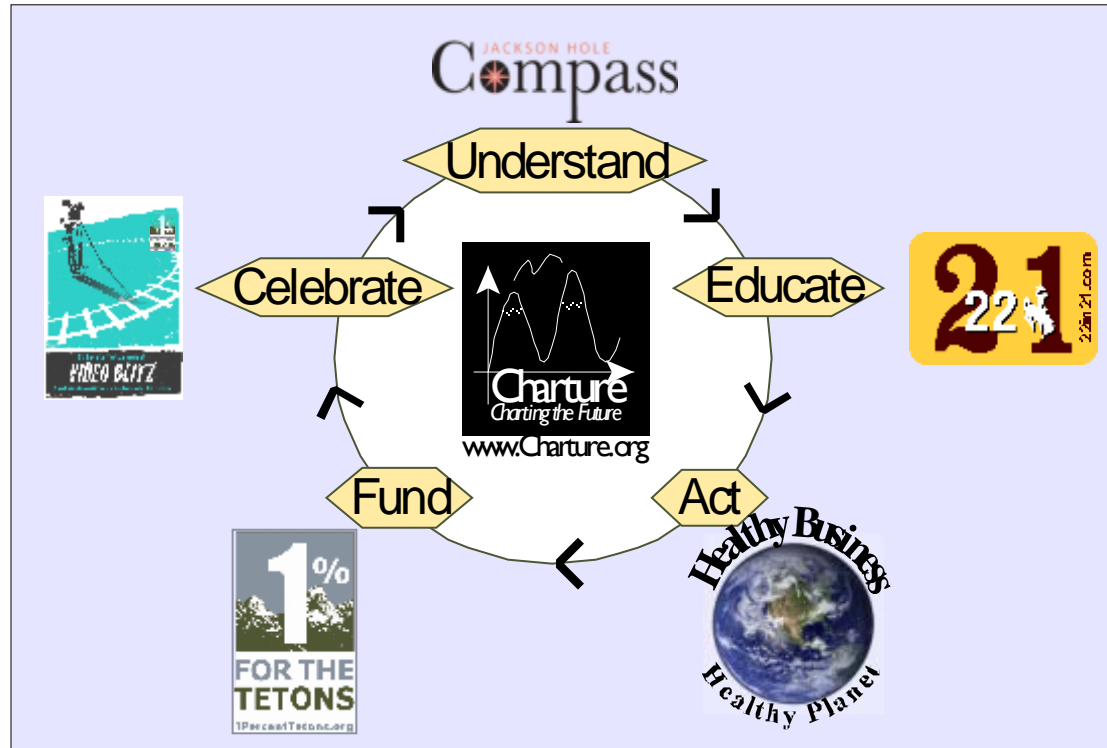 JACKSON HOLE
Compass
Understand
Celebrate
Educate
21
22
22in21.com
VIDEO BLITZ
Charture
Charting the Future
www.Charture.org
Fund
Act
1%
FOR THE
TETONS
1PercentTetons.org
Healthy Business
Healthy Planet